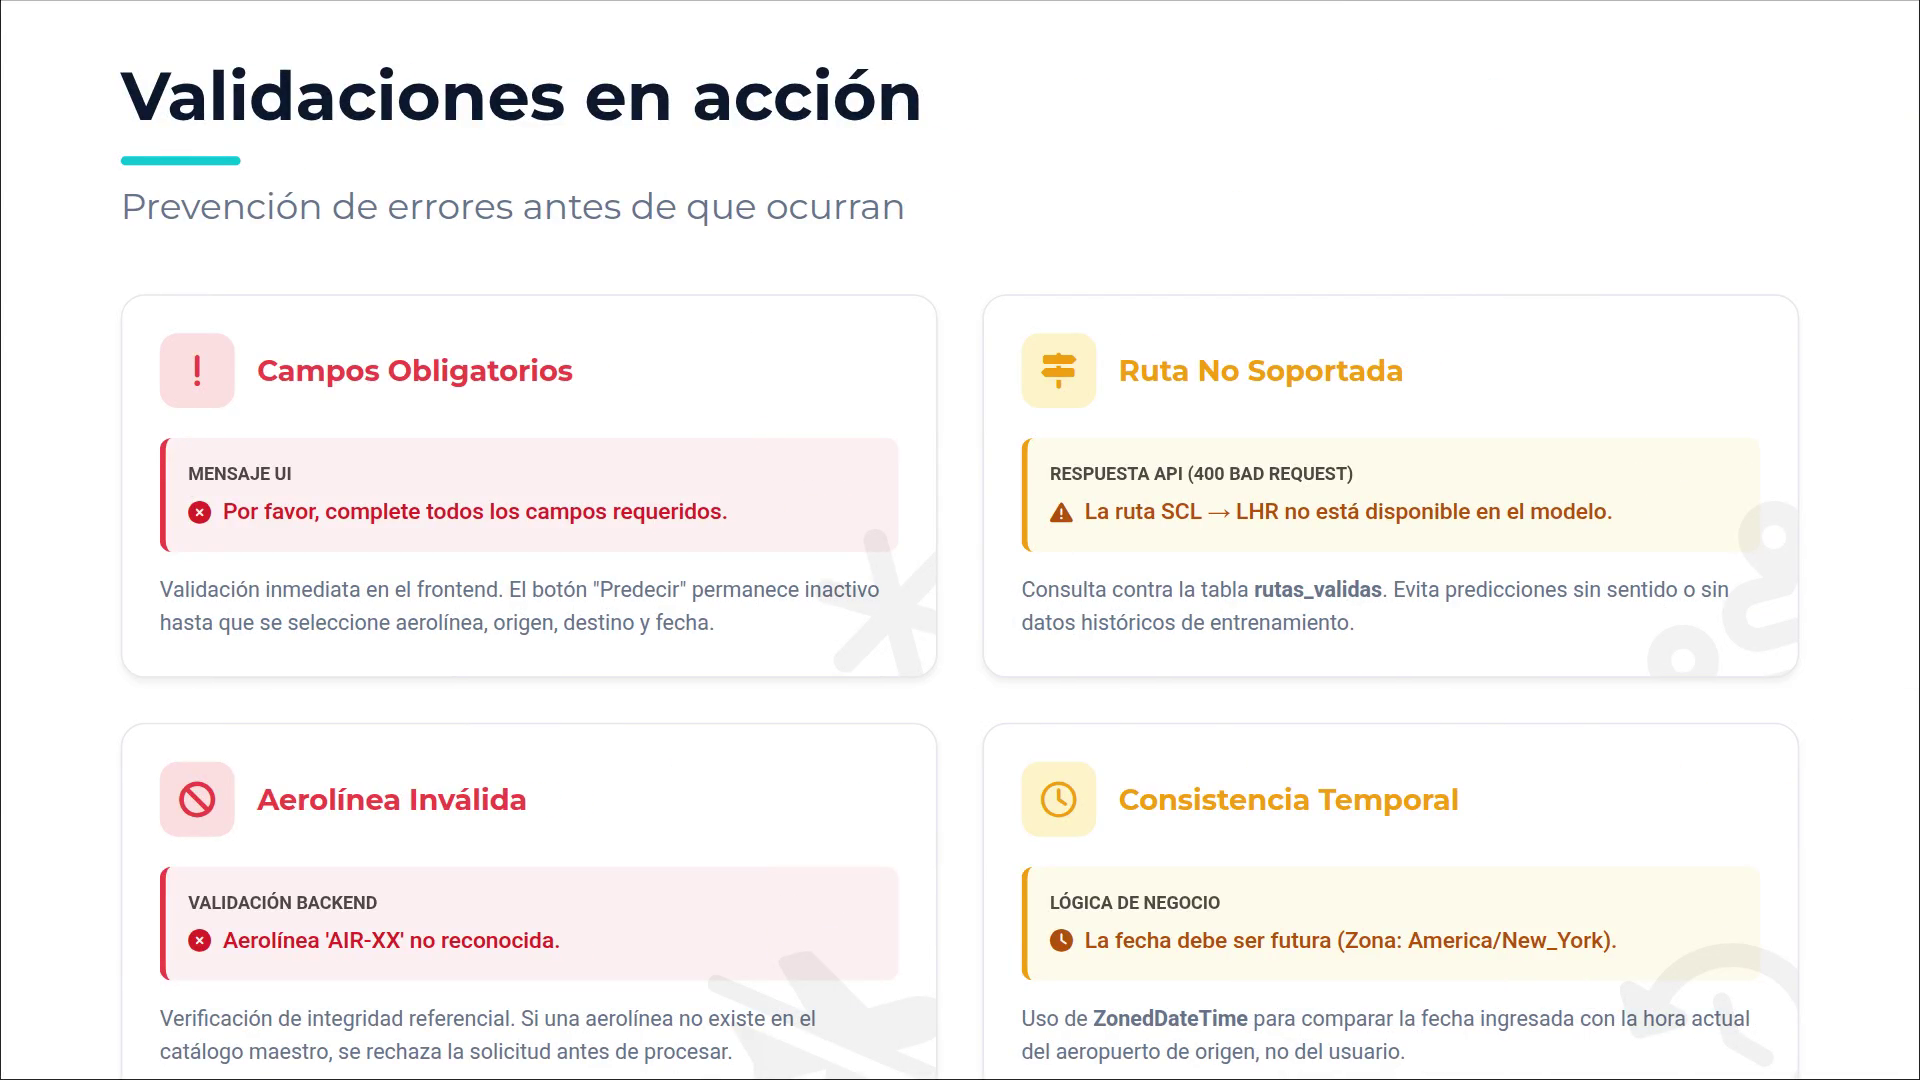 Validaciones en acción
Prevención de errores antes de que ocurran
Campos Obligatorios
MENSAJE UI
Por favor, complete todos los campos requeridos.
Validación inmediata en el frontend. El botón "Predecir" permanece inactivo
hasta que se seleccione aerolínea, origen, destino y fecha.
Ruta No Soportada
RESPUESTA API (400 BAD REQUEST)
La ruta SCL → LHR no está disponible en el modelo.
Consulta contra la tabla rutas_validas. Evita predicciones sin sentido o sin
datos históricos de entrenamiento.
Aerolínea Inválida
VALIDACIÓN BACKEND
Aerolínea 'AIR-XX' no reconocida.
Verificación de integridad referencial. Si una aerolínea no existe en el
catálogo maestro, se rechaza la solicitud antes de procesar.
Consistencia Temporal
LÓGICA DE NEGOCIO
La fecha debe ser futura (Zona: America/New_York).
Uso de ZonedDateTime para comparar la fecha ingresada con la hora actual
del aeropuerto de origen, no del usuario.